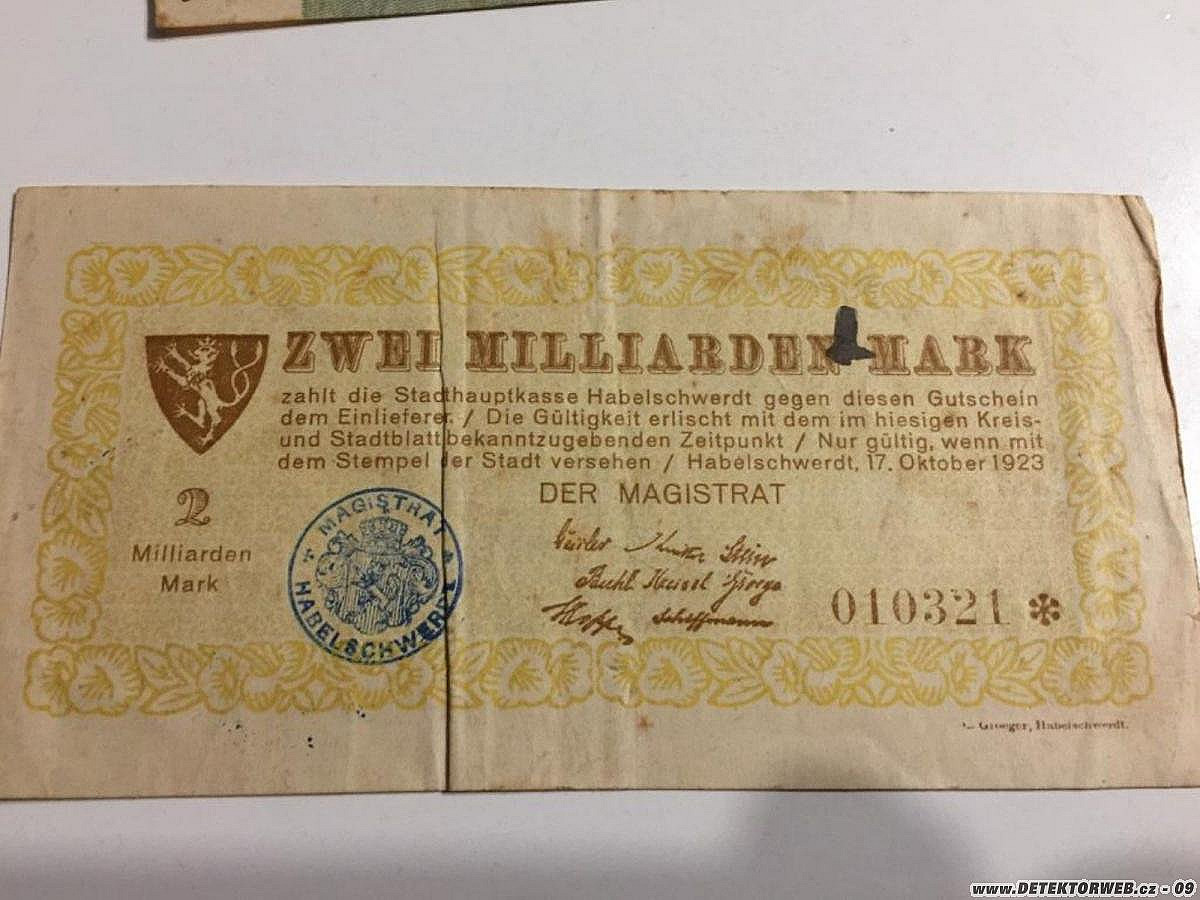 ZWEI MILLIARDEN MARK
zahlt die Stadthauptkasse Habelschwerdt gegen diesen Gutschein
dem Einlieferer. / Die Gültigkeit erlischt mit dem im hiesigen Kreis-
und Stadtblatt bekanntzugebenden Zeitpunkt / Nur gültig, wenn mit
dem Stempel der Stadt versehen / Habelschwerdt, 17. Oktober 1923
DER MAGISTRAT
2
Milliarden
Mark
MAGISTRAT
HABELSCHWERDT
Scheffmann
010321 *
Groeger, Habelschwerdt.
www.DETEKTORWEB.cz - 09